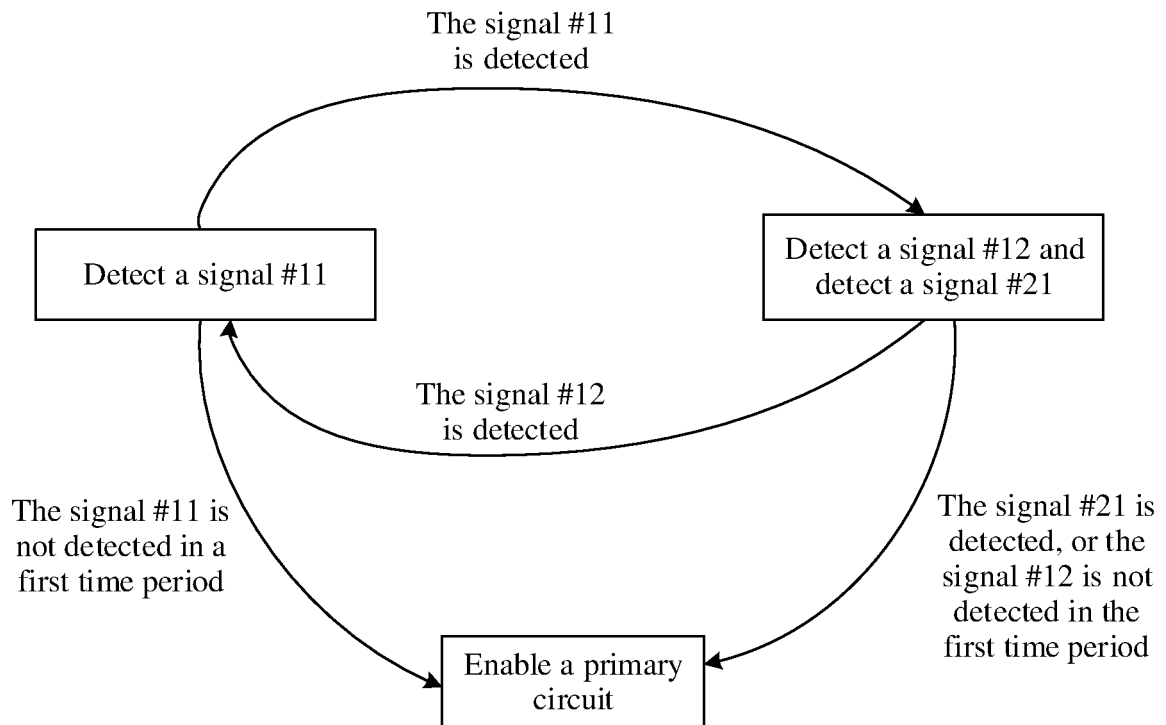 The signal #11
is detected
Detect a signal #11
Detect a signal #12 and
detect a signal #21
The signal #12
is detected
The signal #11 is
not detected in a
first time period
The signal #21 is
detected, or the
signal #12 is not
detected in the
first time period
Enable a primary
circuit